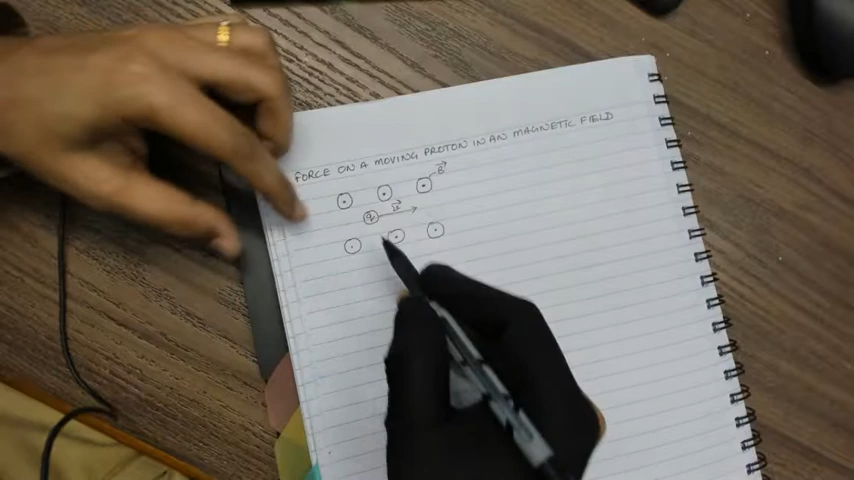 FORCE ON A MOVING PROTON IN AN MAGNETIC FIELD
B
q v